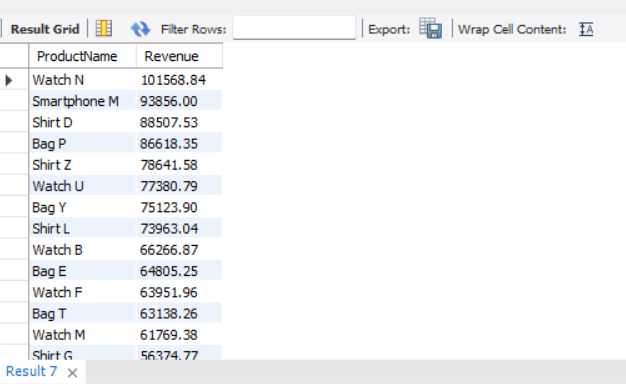 Result Grid Filter Rows: Export: Wrap Cell Content: IA
ProductName Revenue
Watch N 101568.84
Smartphone M 93856.00
Shirt D 88507.53
Bag P 86618.35
Shirt Z 78641.58
Watch U 77380.79
Bag Y 75123.90
Shirt L 73963.04
Watch B 66266.87
Bag E 64805.25
Watch F 63951.96
Bag T 63138.26
Watch M 61769.38
Shirt G 56374.77
Result 7